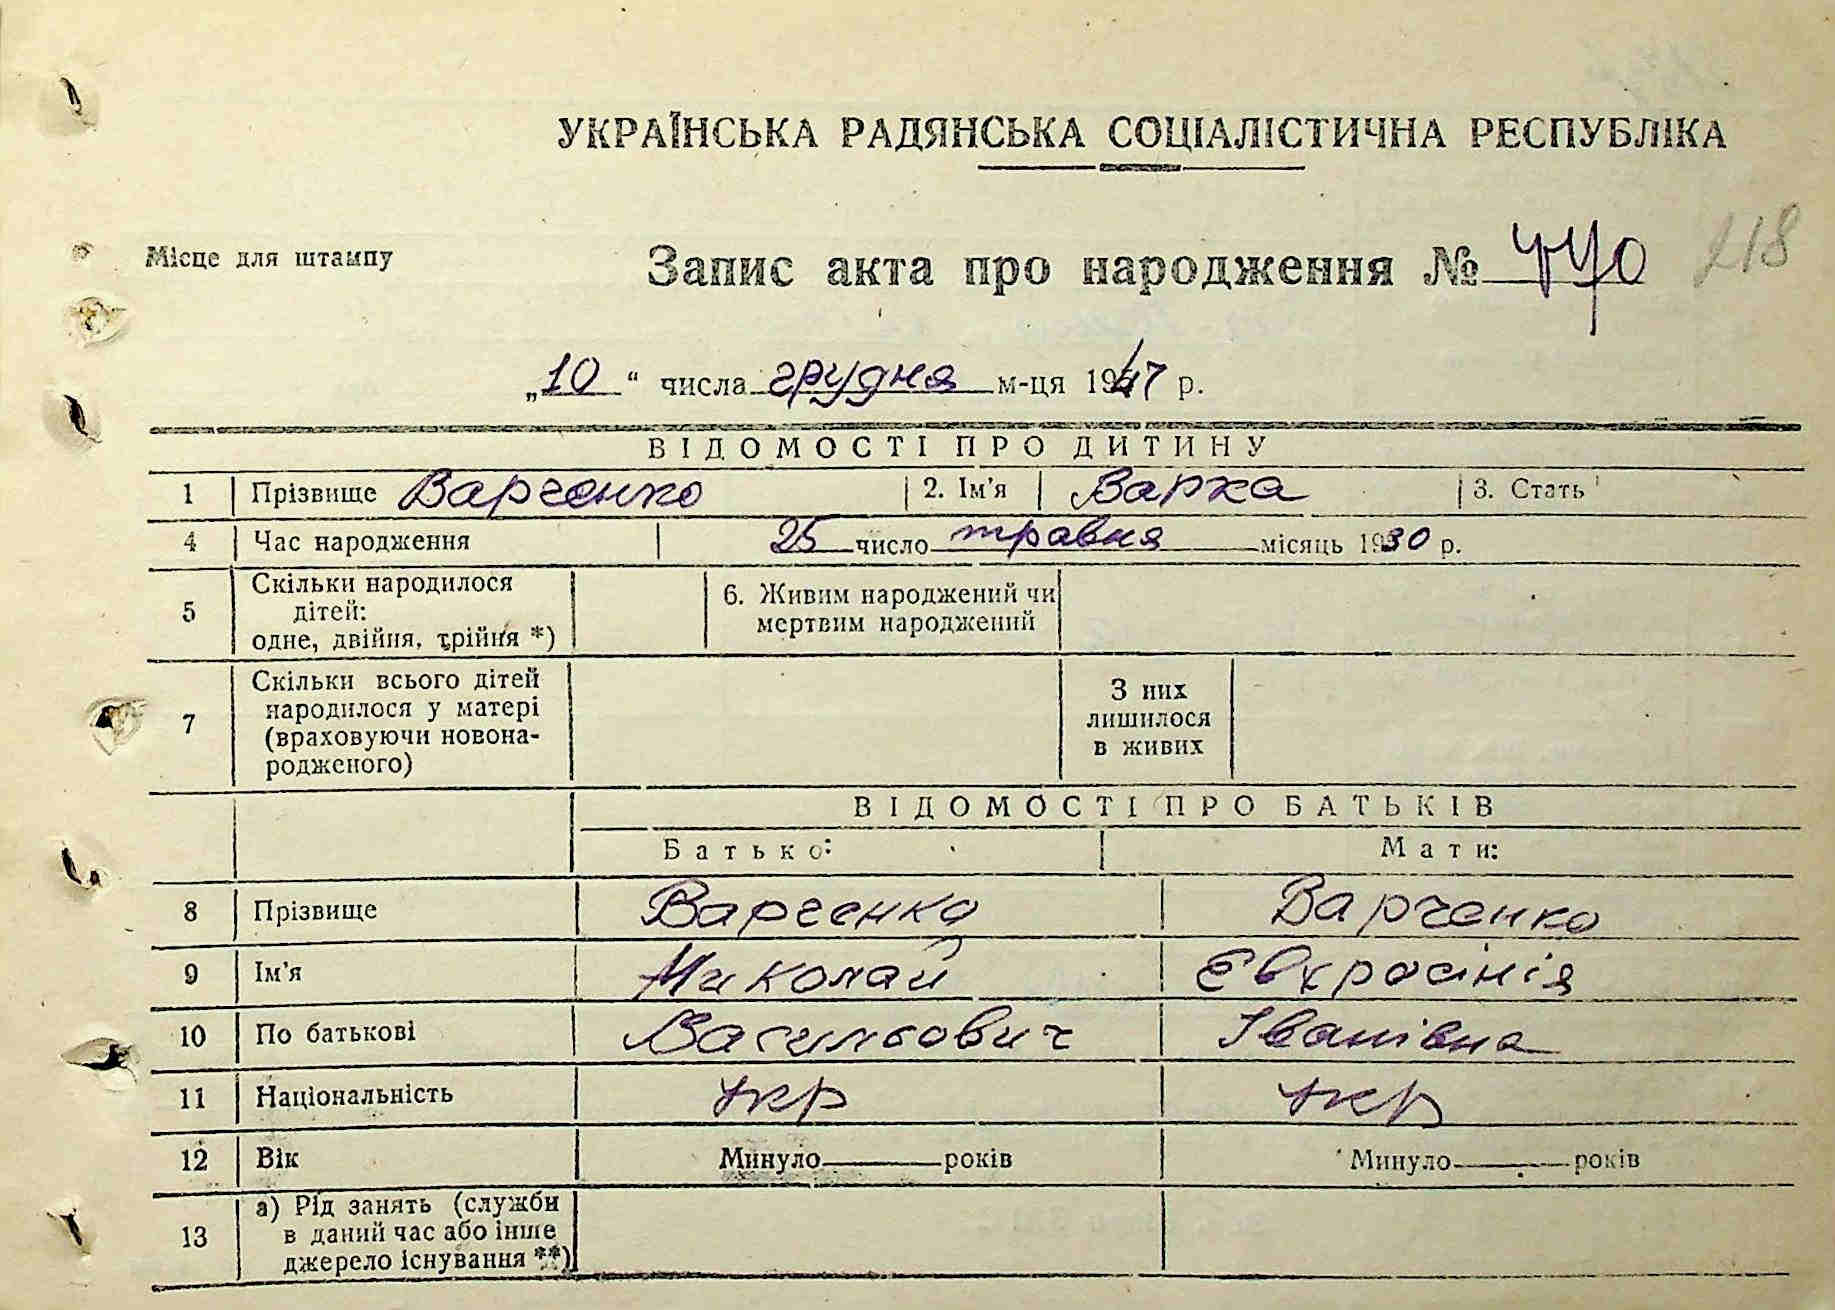 УКРАЇНСЬКА РАДЯНСЬКА СОЦІАЛІСТИЧНА РЕСПУБЛІКА
Місце для штампу
Запис акта про народження № 440 218
„10“ числа грудня м-ця 1947 р.
ВІДОМОСТІ ПРО ДИТИНУ
1 Прізвище Варченко 2. Ім'я Варка 3. Стать
4 Час народження 25 число травня місяць 1930 р.
5 Скільки народилося дітей: одне, двійня, трійня *) 6. Живим народжений чи мертвим народжений
7 Скільки всього дітей народилося у матері (враховуючи новона-родженого) З них лишилося в живих
ВІДОМОСТІ ПРО БАТЬКІВ
Батько: Мати:
8 Прізвище Варченко Варченко
9 Ім'я Миколай Євхросінія
10 По батькові Васильович Іванівна
11 Національність укр укр
12 Вік Минуло років Минуло років
13 а) Рід занять (служби в даний час або інше джерело існування **)